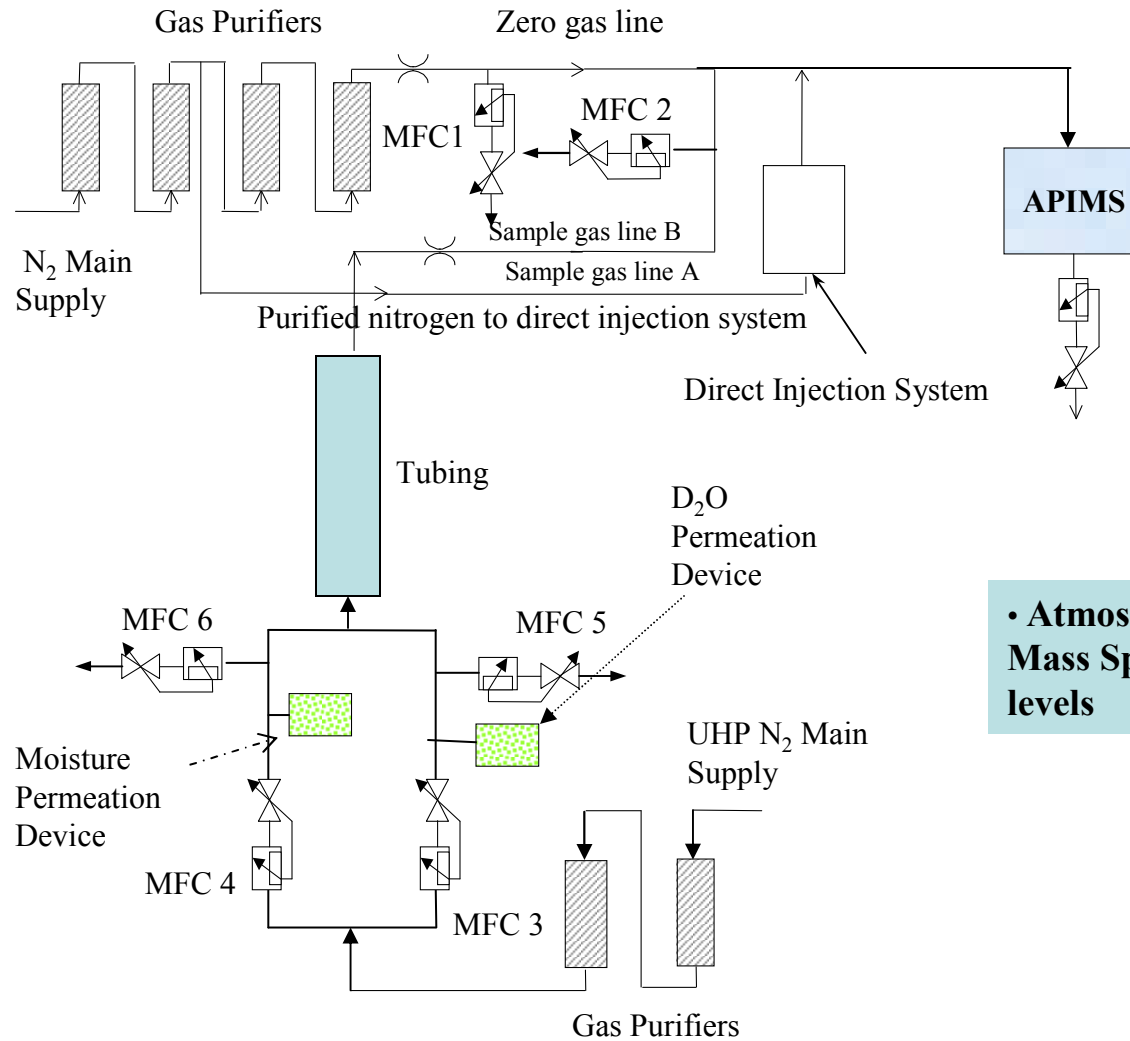 Gas Purifiers
Zero gas line
MFC1
MFC 2
APIMS
Sample gas line B
N₂ Main
Supply
Sample gas line A
Purified nitrogen to direct injection system
Direct Injection System
Tubing
D₂O
Permeation
Device
MFC 6
MFC 5
• Atmos
Mass Sp
levels
Moisture
Permeation
Device
UHP N₂ Main
Supply
MFC 4
MFC 3
Gas Purifiers